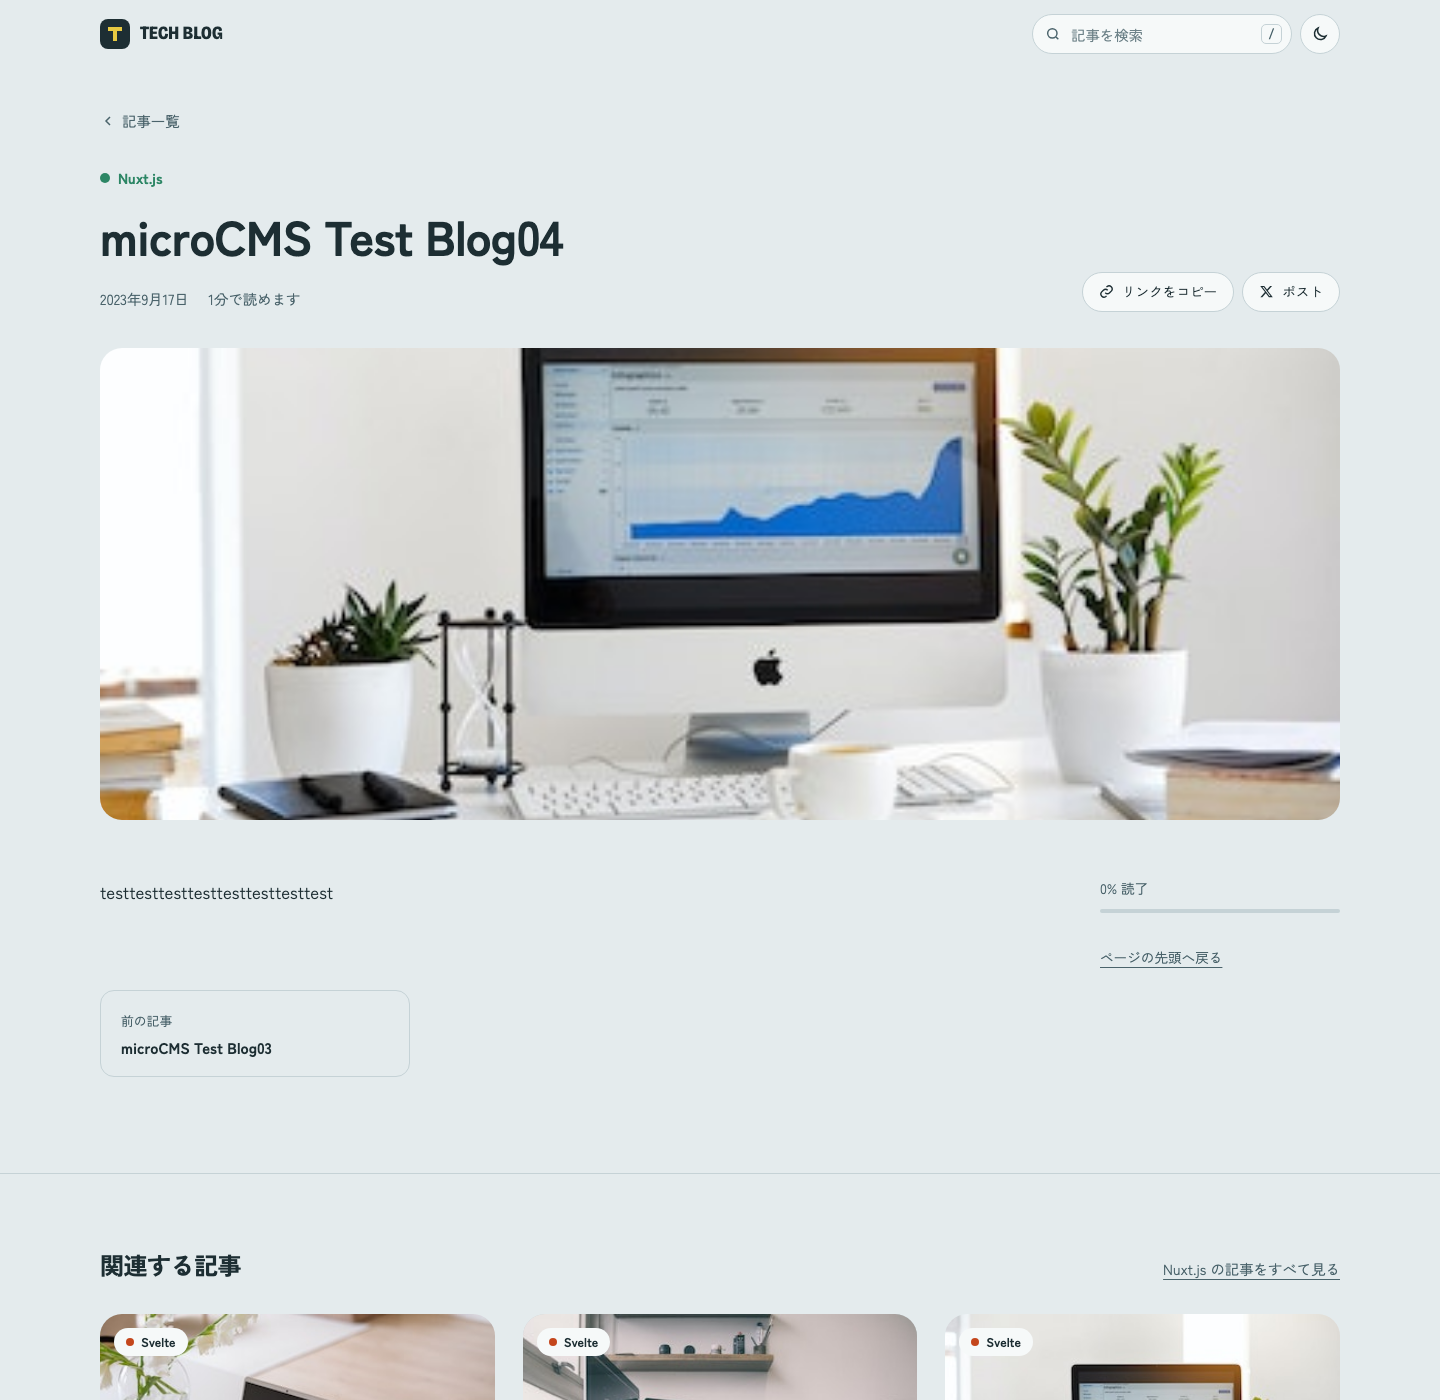 T TECH BLOG
記事を検索 /
記事一覧
Nuxt.js
microCMS Test Blog04
2023年9月17日 1分で読めます
リンクをコピー
ポスト
testtesttesttesttesttesttesttest
0% 読了
ページの先頭へ戻る
前の記事
microCMS Test Blog03
関連する記事
Nuxt.js の記事をすべて見る
Svelte
Svelte
Svelte